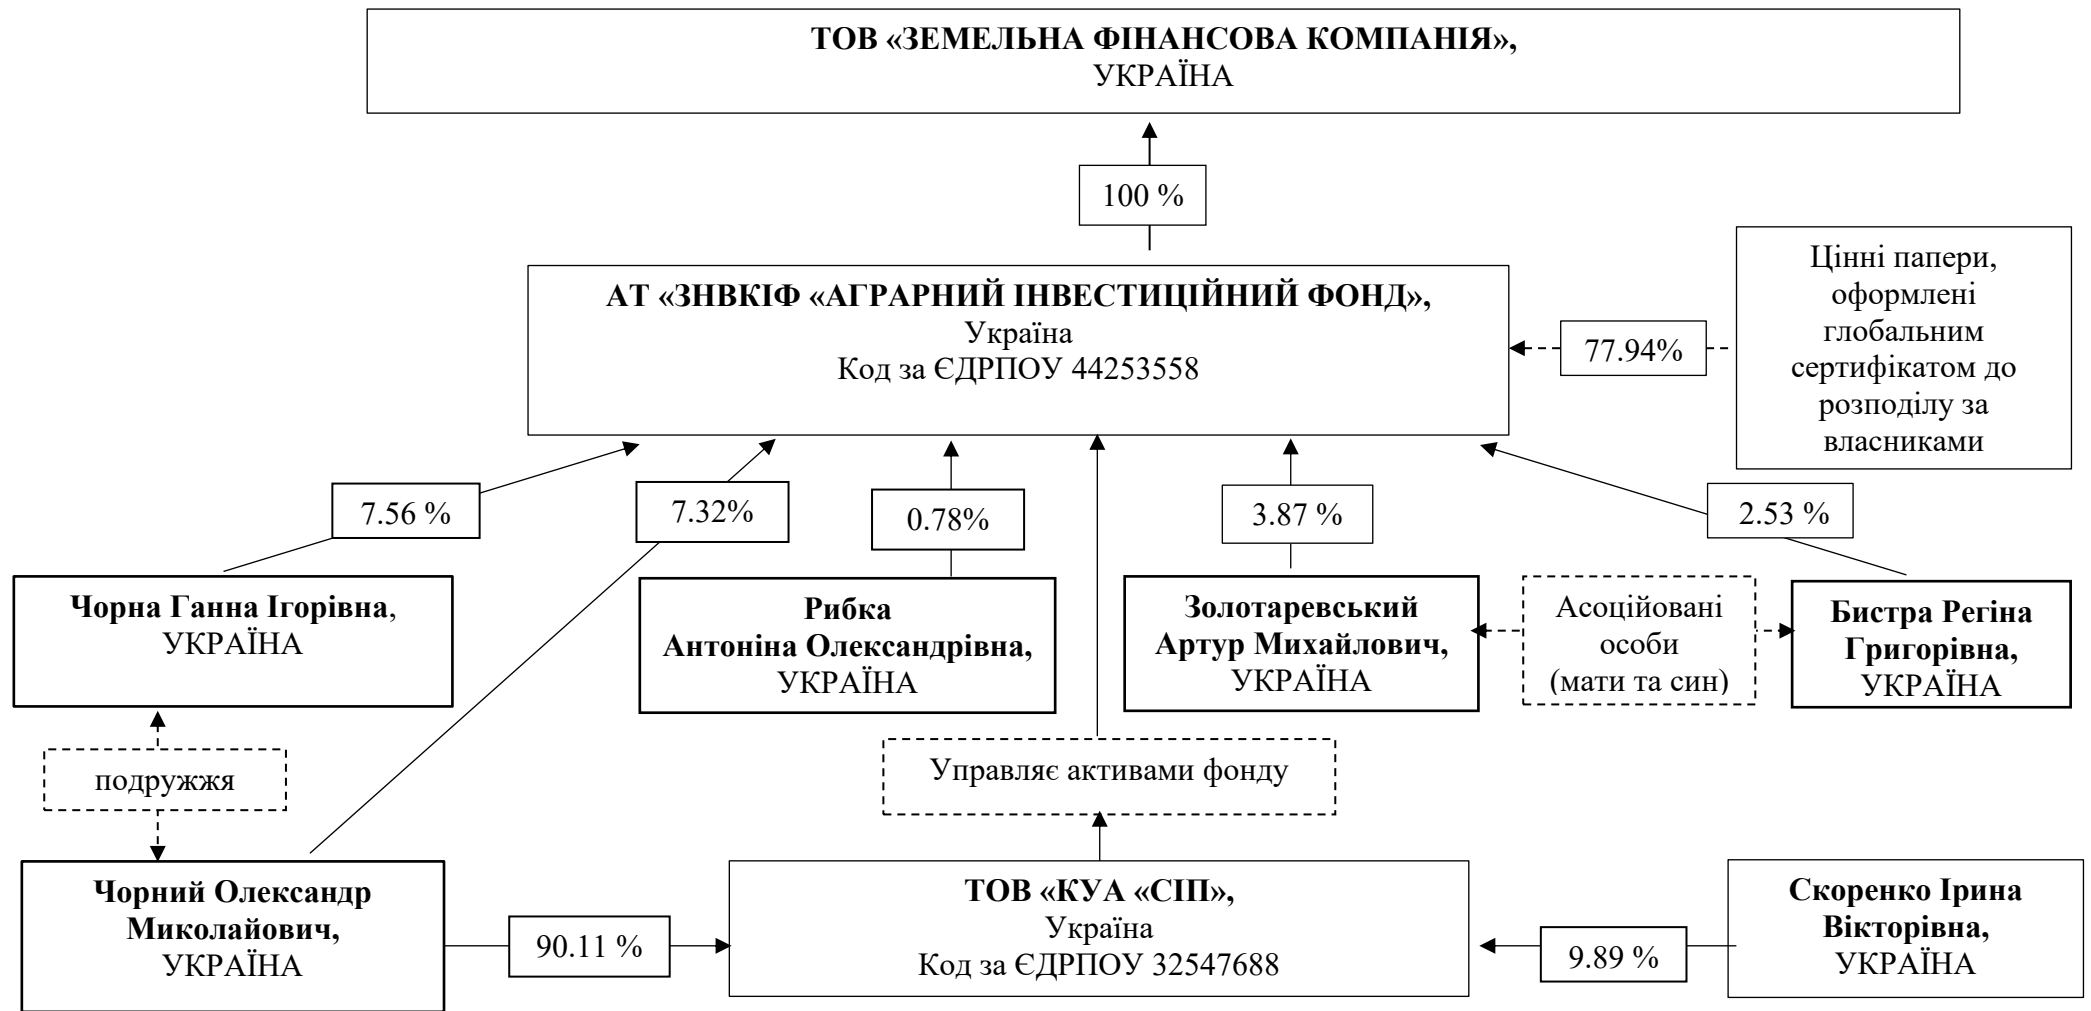 ТОВ «ЗЕМЕЛЬНА ФІНАНСОВА КОМПАНІЯ»,
УКРАЇНА
100 %
АТ «ЗНВКІФ «АГРАРНИЙ ІНВЕСТИЦІЙНИЙ ФОНД»,
Україна
Код за ЄДРПОУ 44253558
77.94%
Цінні папери,
оформлені
глобальним
сертифікатом до
розподілу за
власниками
7.56 %
7.32%
0.78%
3.87 %
2.53 %
Чорна Ганна Ігорівна,
УКРАЇНА
Рибка
Антоніна Олександрівна,
УКРАЇНА
Золотаревський
Артур Михайлович,
УКРАЇНА
Асоційовані
особи
(мати та син)
Бистра Регіна
Григорівна,
УКРАЇНА
подружжя
Управляє активами фонду
Чорний Олександр
Миколайович,
УКРАЇНА
90.11 %
ТОВ «КУА «СІП»,
Україна
Код за ЄДРПОУ 32547688
9.89 %
Скоренко Ірина
Вікторівна,
УКРАЇНА